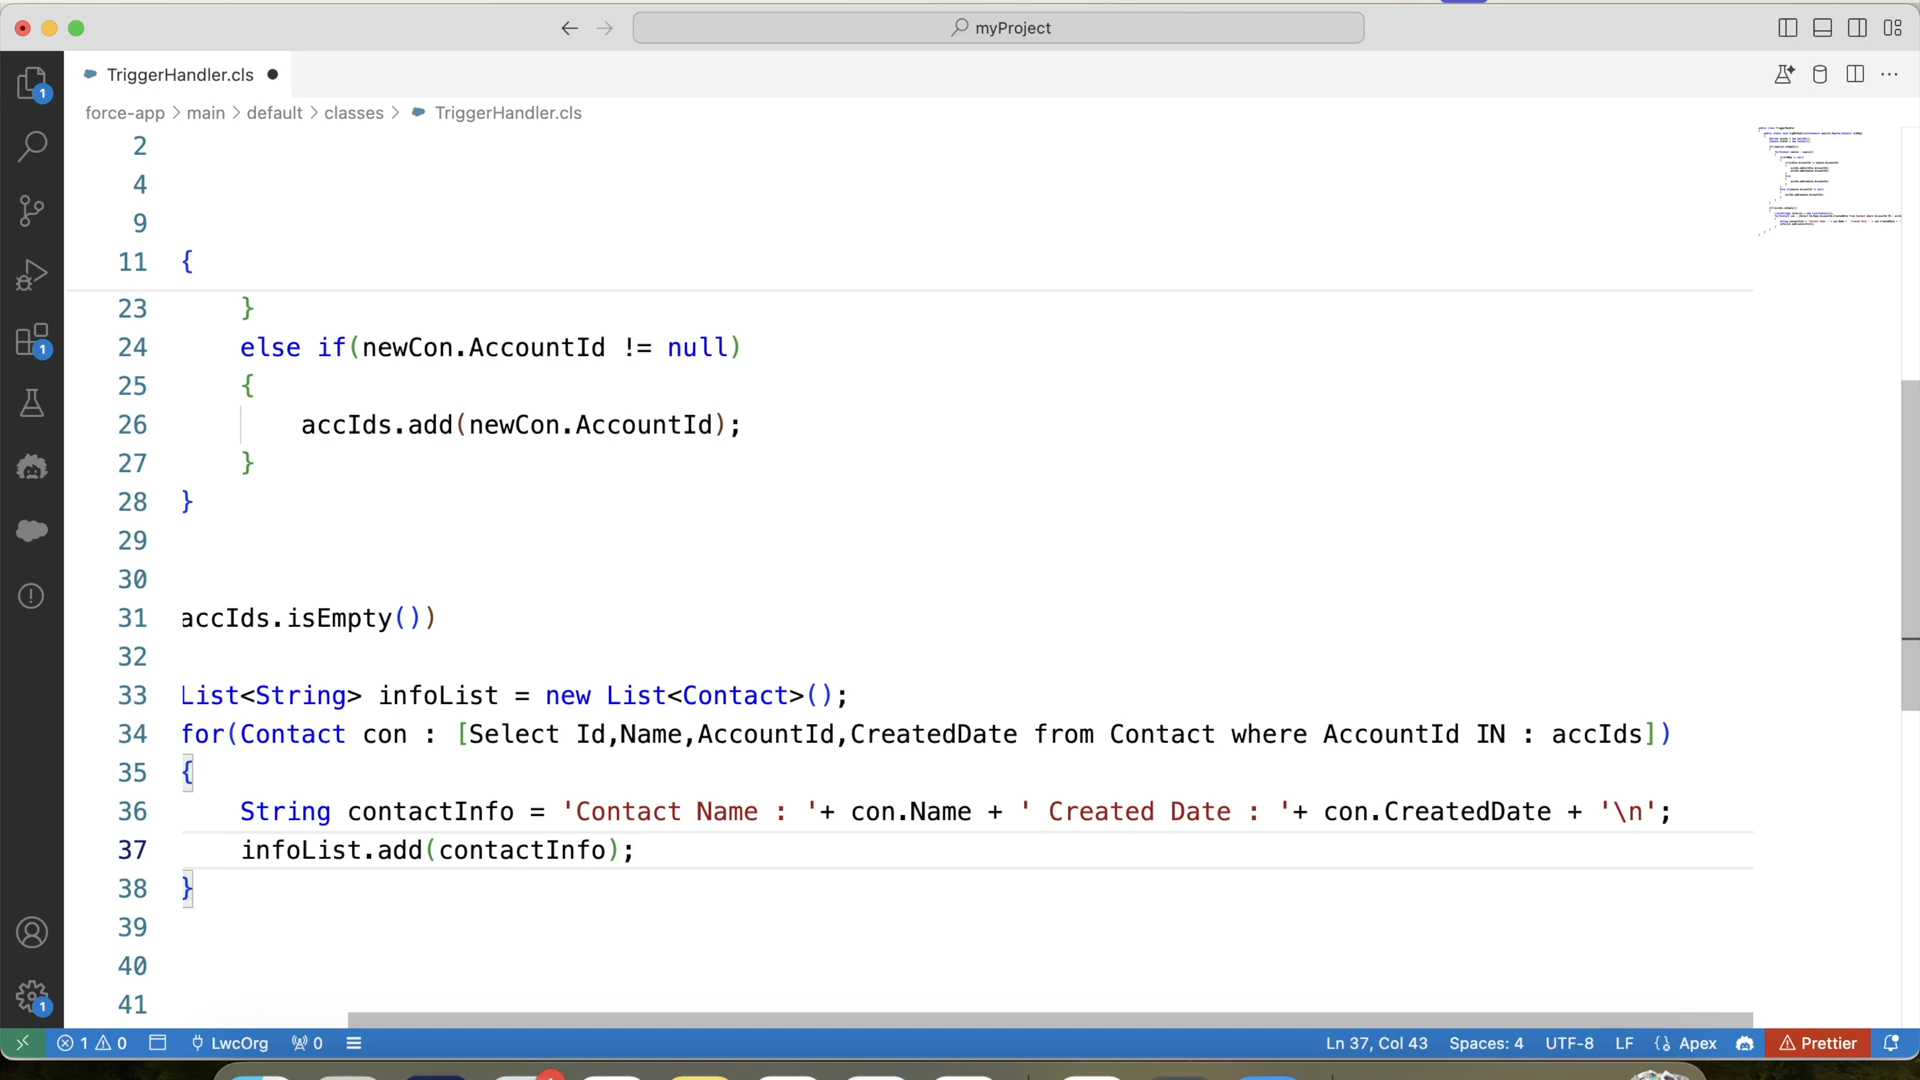 myProject
TriggerHandler.cls
force-app > main > default > classes > TriggerHandler.cls
2
4
9
11 {
23 }
24 else if(newCon.AccountId != null)
25 {
26 accIds.add(newCon.AccountId);
27 }
28 }
29
30
31 accIds.isEmpty())
32
33 List<String> infoList = new List<Contact>();
34 for(Contact con : [Select Id,Name,AccountId,CreatedDate from Contact where AccountId IN : accIds])
35 {
36 String contactInfo = 'Contact Name : '+ con.Name + ' Created Date : '+ con.CreatedDate + '\n';
37 infoList.add(contactInfo);
38 }
39
40
41
1
1
1
1 0 LwcOrg 0 Ln 37, Col 43 Spaces: 4 UTF-8 LF {} Apex Prettier